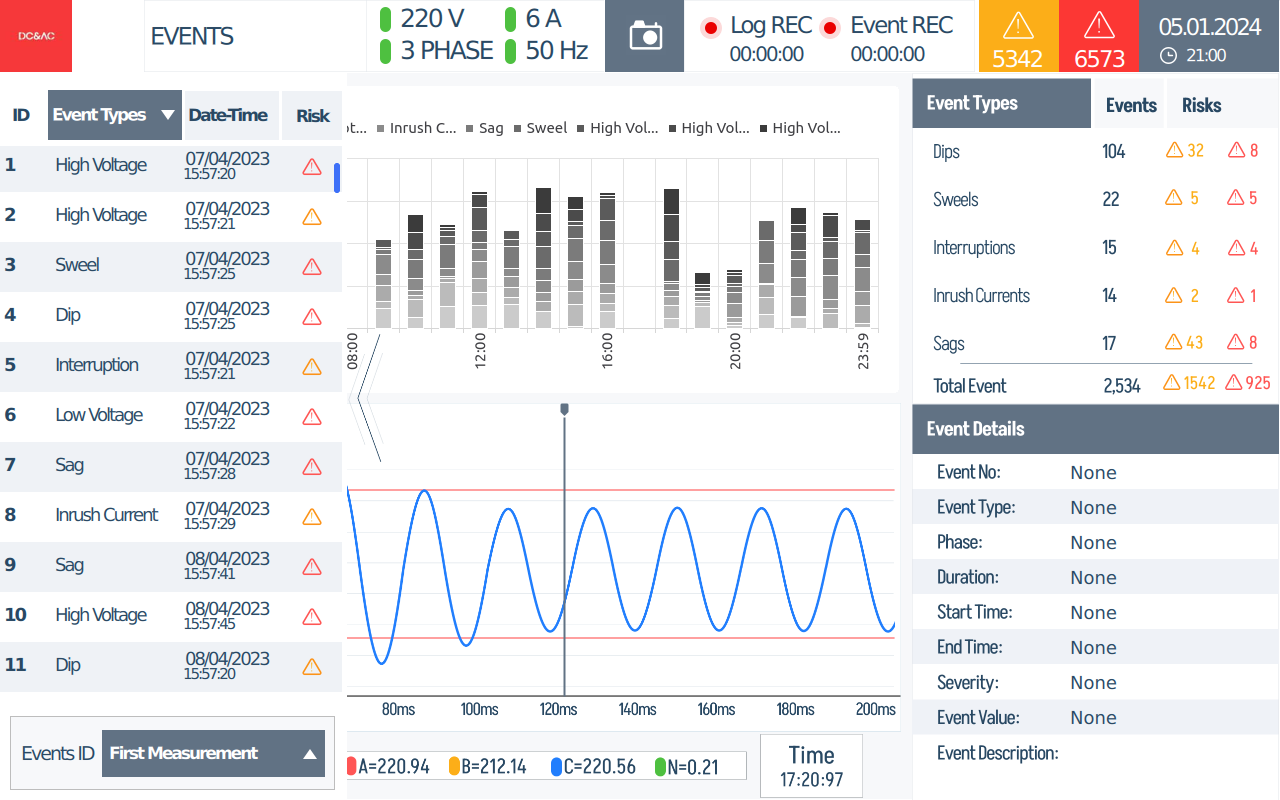 DC&AC
EVENTS
220 V
6 A
3 PHASE
50 Hz
Log REC
00:00:00
Event REC
00:00:00
5342
6573
05.01.2024
21:00
ID Event Types Date-Time Risk
1 High Voltage 07/04/2023 15:57:20
2 High Voltage 07/04/2023 15:57:21
3 Sweel 07/04/2023 15:57:25
4 Dip 07/04/2023 15:57:25
5 Interruption 07/04/2023 15:57:21
6 Low Voltage 07/04/2023 15:57:22
7 Sag 07/04/2023 15:57:28
8 Inrush Current 07/04/2023 15:57:29
9 Sag 08/04/2023 15:57:41
10 High Voltage 08/04/2023 15:57:45
11 Dip 08/04/2023 15:57:20
Events ID First Measurement
Inrush C... Sag Sweel High Vol... High Vol... High Vol...
08:00 12:00 16:00 20:00 23:59
80ms 100ms 120ms 140ms 160ms 180ms 200ms
A=220.94 B=212.14 C=220.56 N=0.21
Time
17:20:97
Event Types Events Risks
Dips 104 32 8
Sweels 22 5 5
Interruptions 15 4 4
Inrush Currents 14 2 1
Sags 17 43 8
Total Event 2,534 1542 925
Event Details
Event No: None
Event Type: None
Phase: None
Duration: None
Start Time: None
End Time: None
Severity: None
Event Value: None
Event Description: